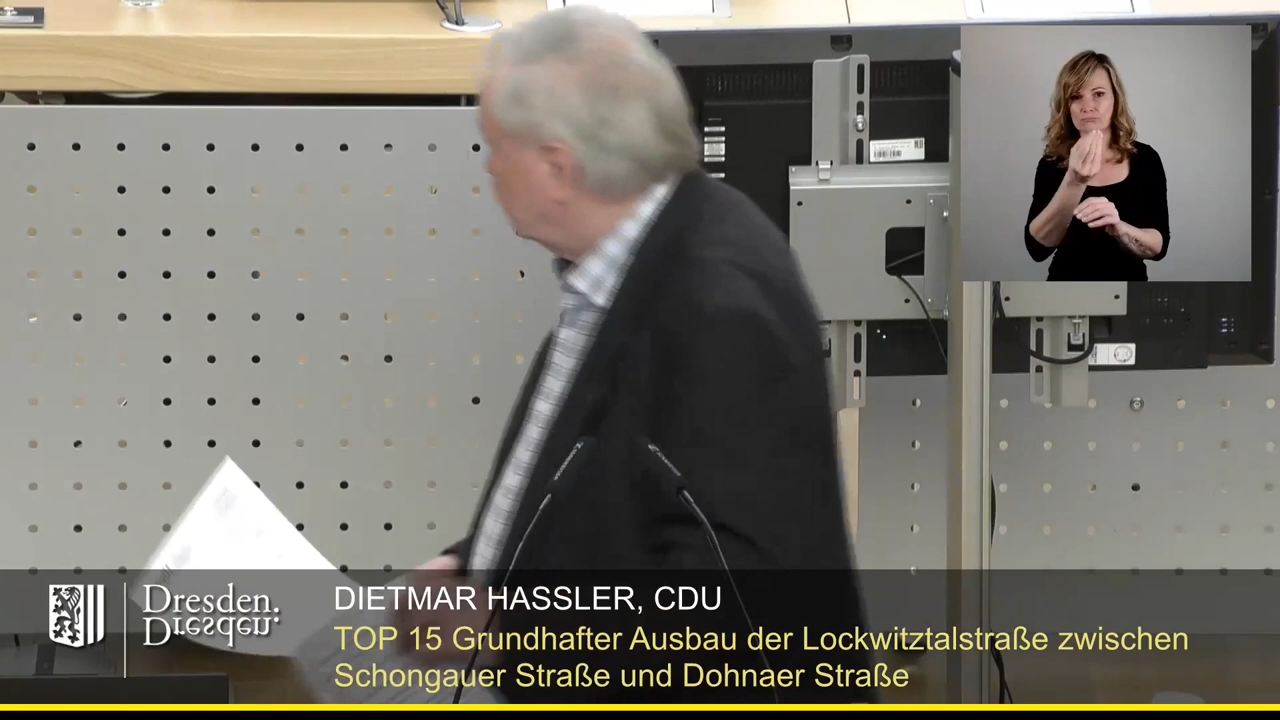 Dresden.
Dresden.
DIETMAR HASSLER, CDU
TOP 15 Grundhafter Ausbau der Lockwitztalstraße zwischen
Schongauer Straße und Dohnaer Straße